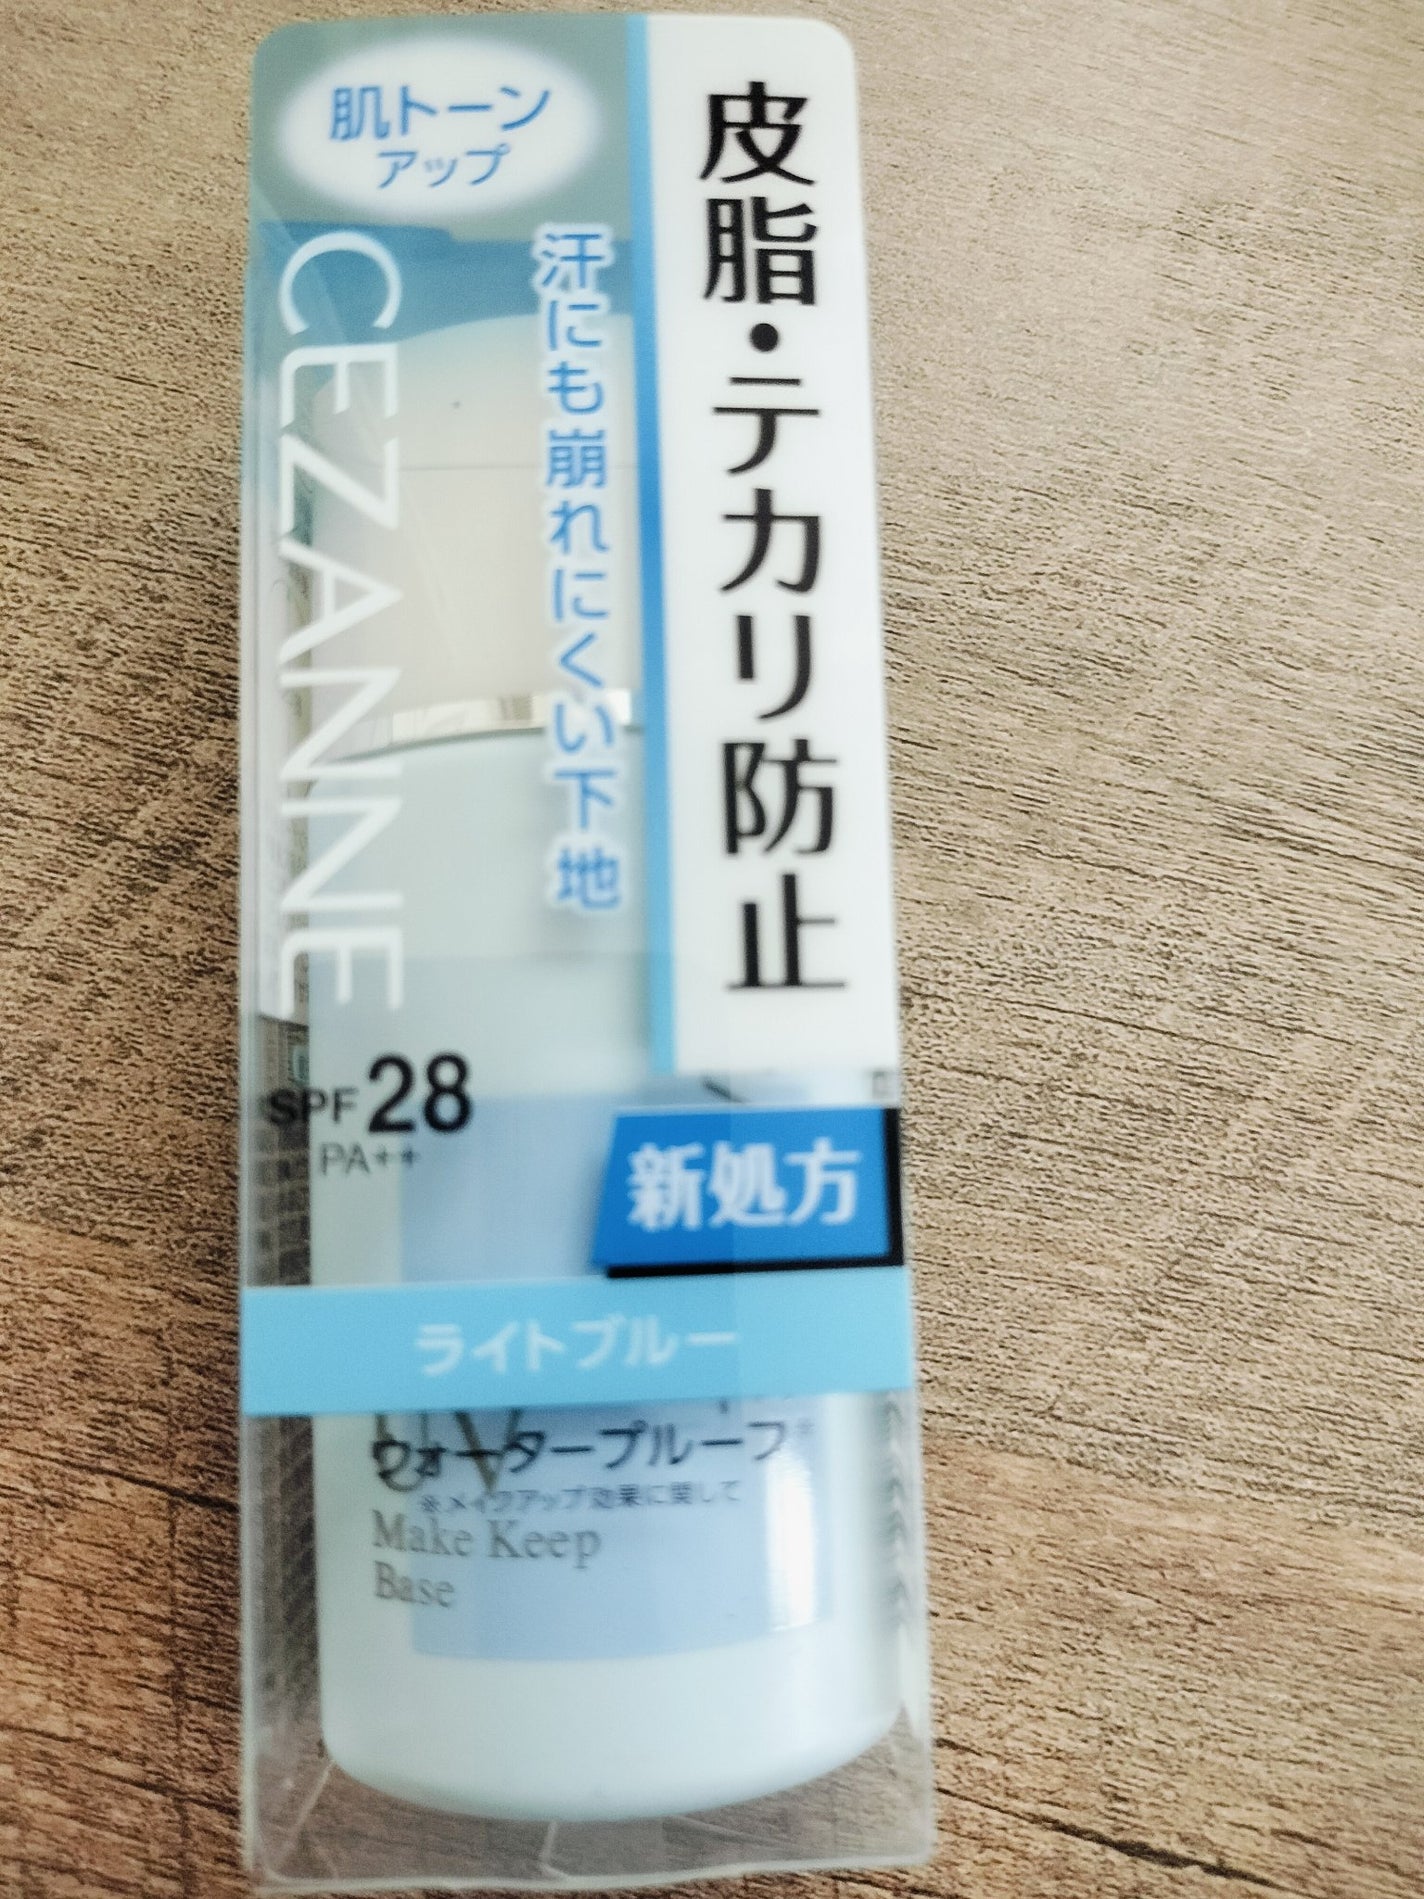 肌トーン
アップ
皮脂・テカリ防止
汗にも崩れにくい下地
CEZANNE
SPF 28
PA++
新処方
ライトブルー
UV
ウォータープルーフ※
※メイクアップ効果に関して
Make Keep
Base